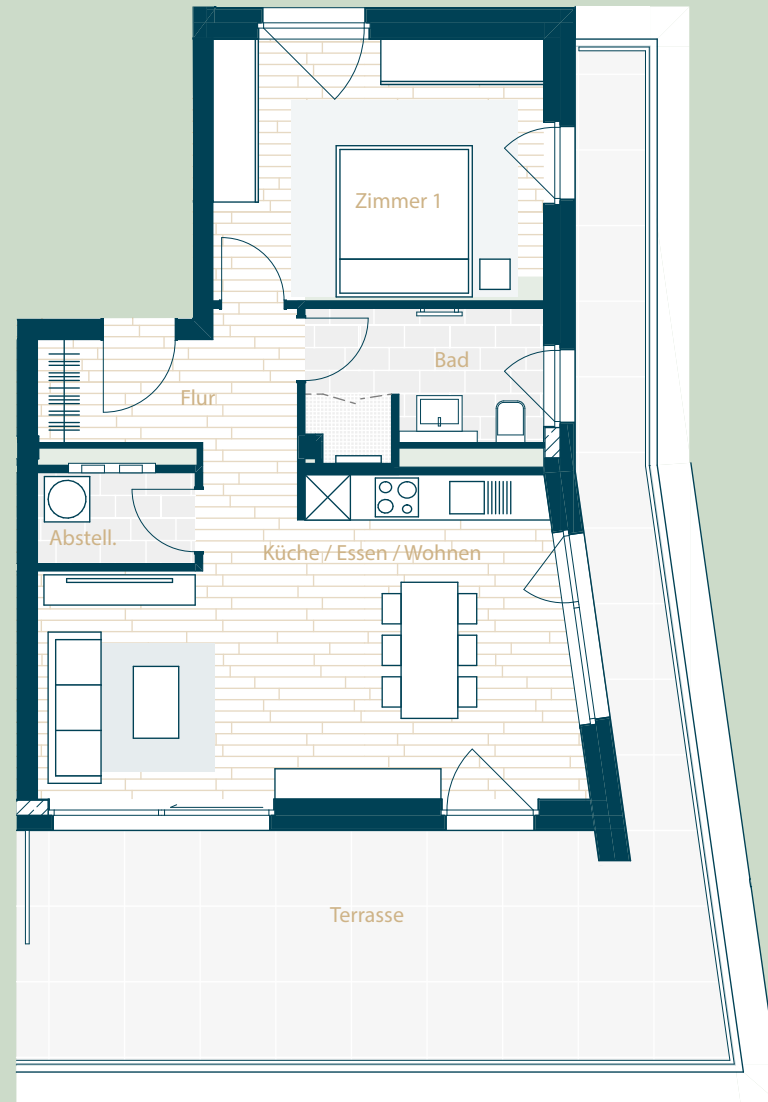 Zimmer 1
Bad
Flur
Abstell.
Küche / Essen / Wohnen
Terrasse